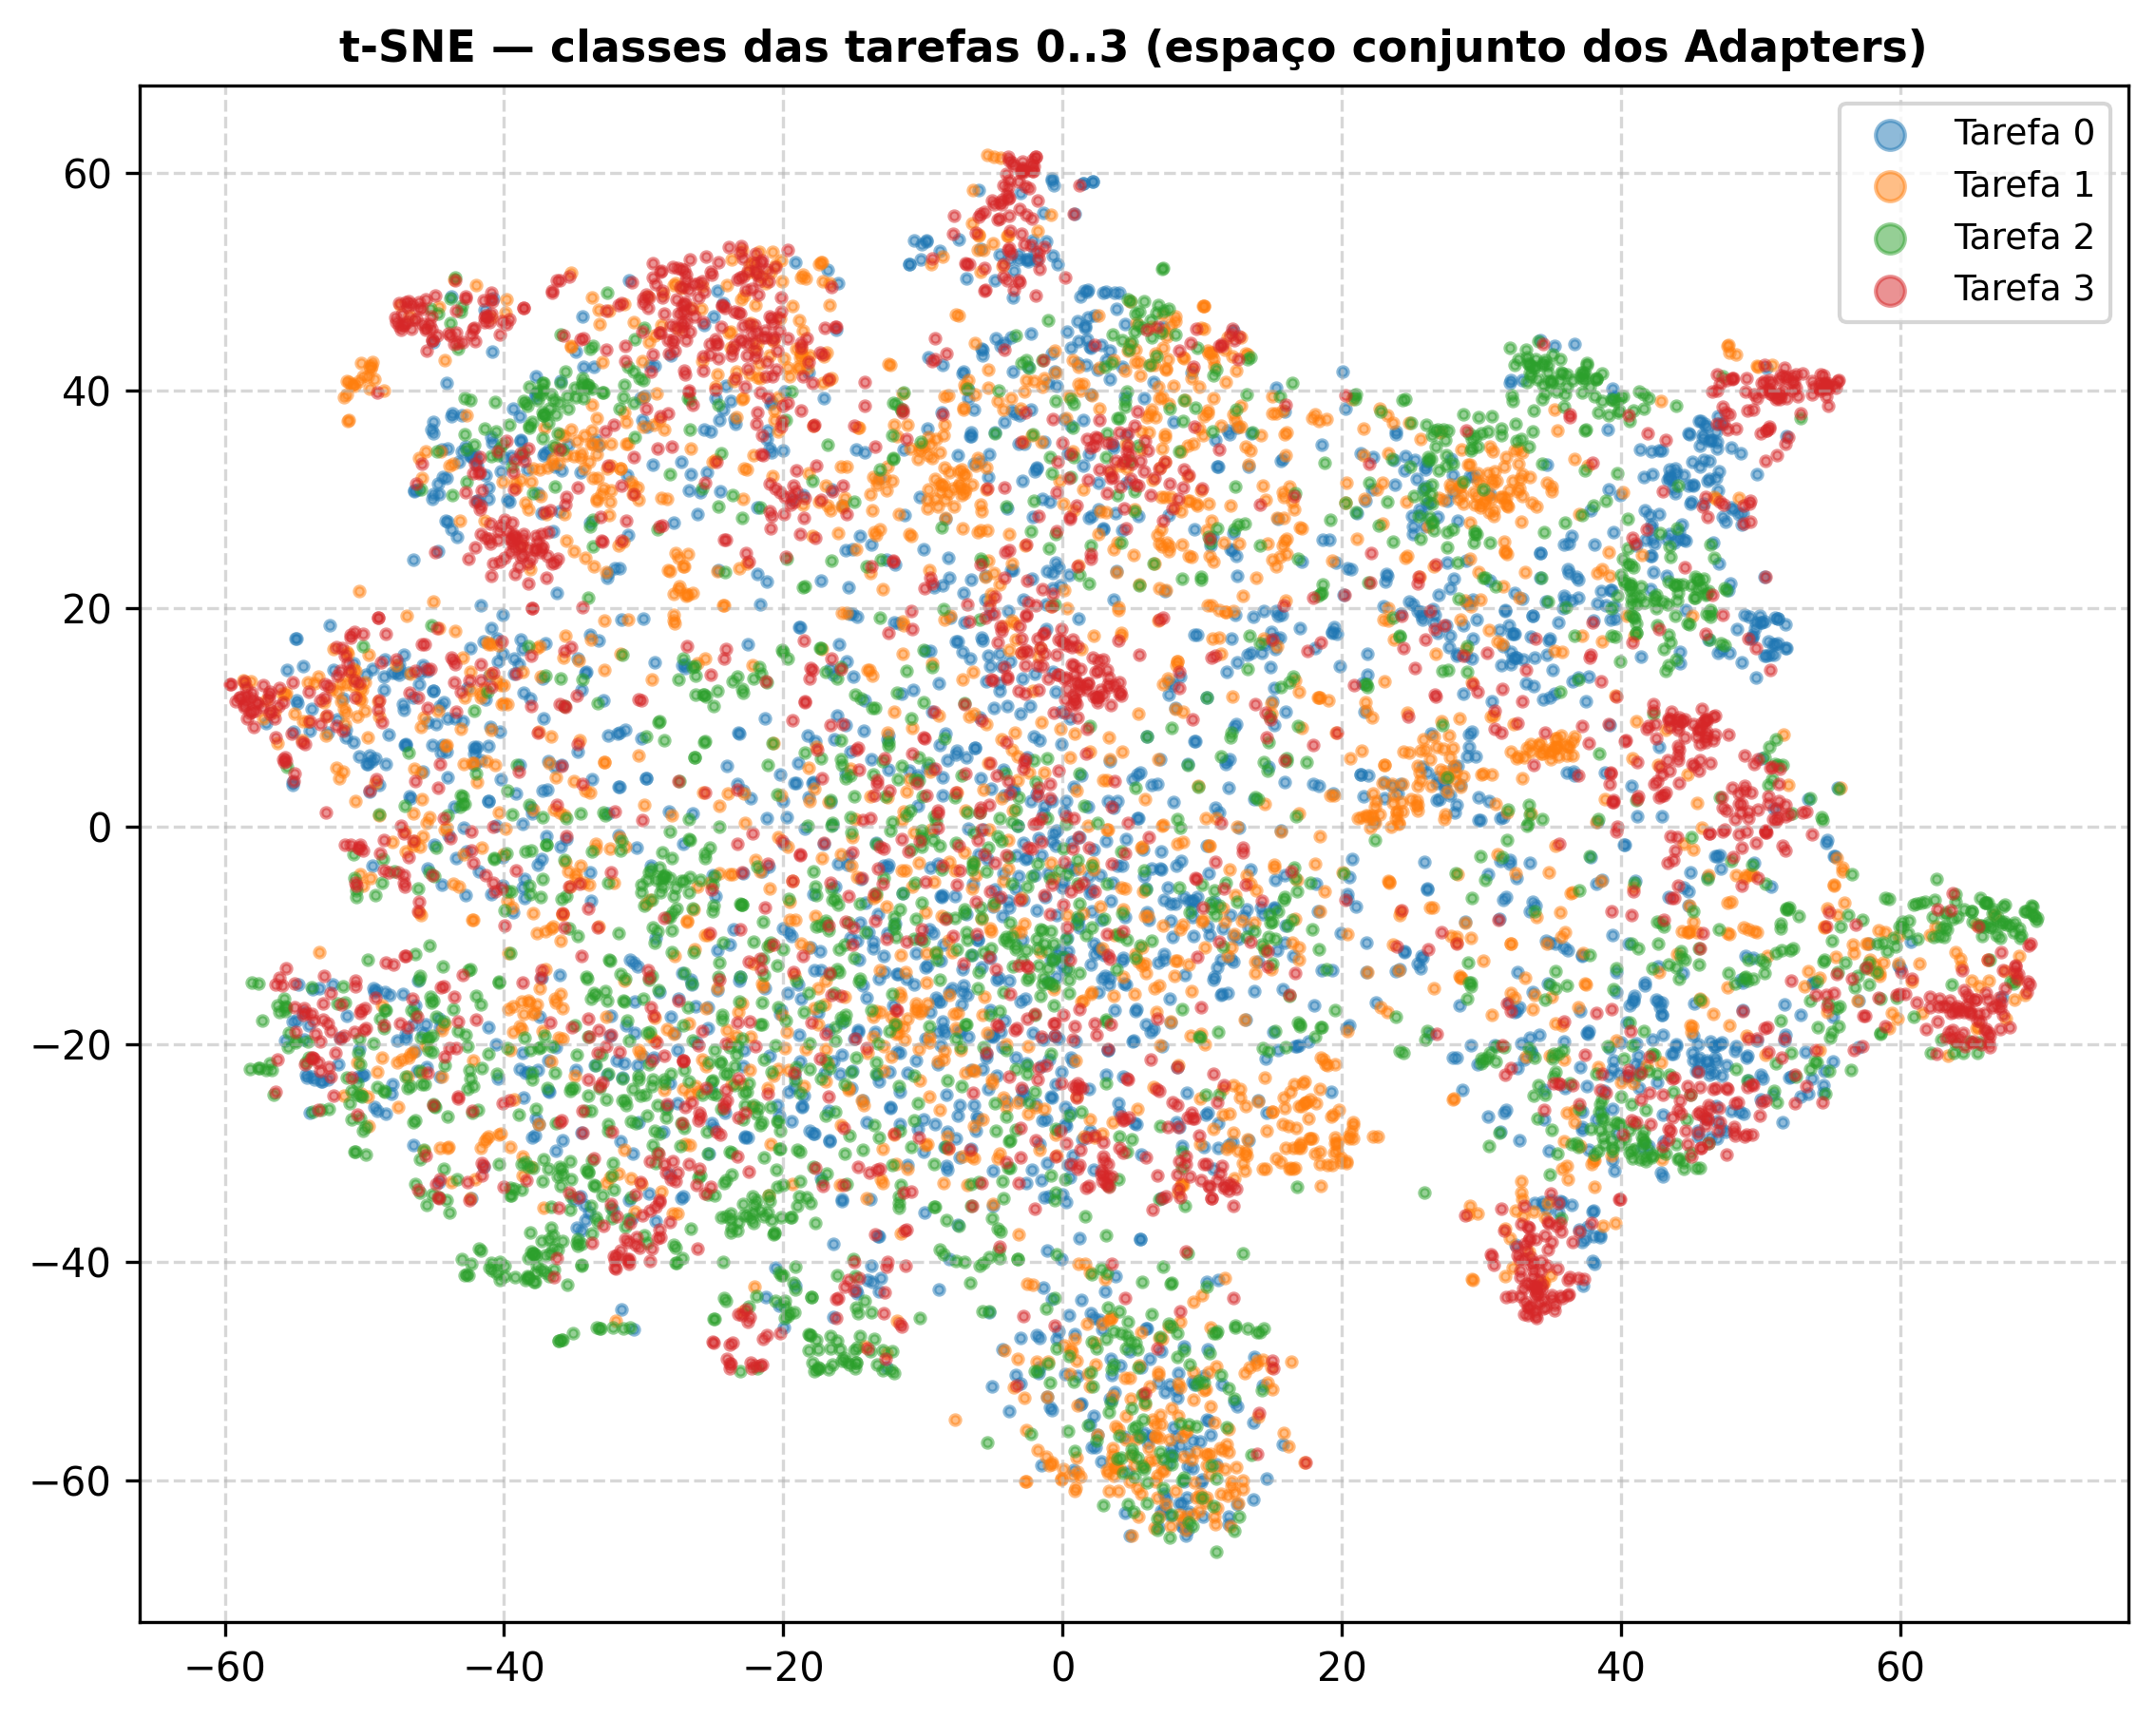 t-SNE — classes das tarefas 0..3 (espaço conjunto dos Adapters)
Tarefa 0
Tarefa 1
Tarefa 2
Tarefa 3
60
40
20
0
−20
−40
−60
−60 −40 −20 0 20 40 60